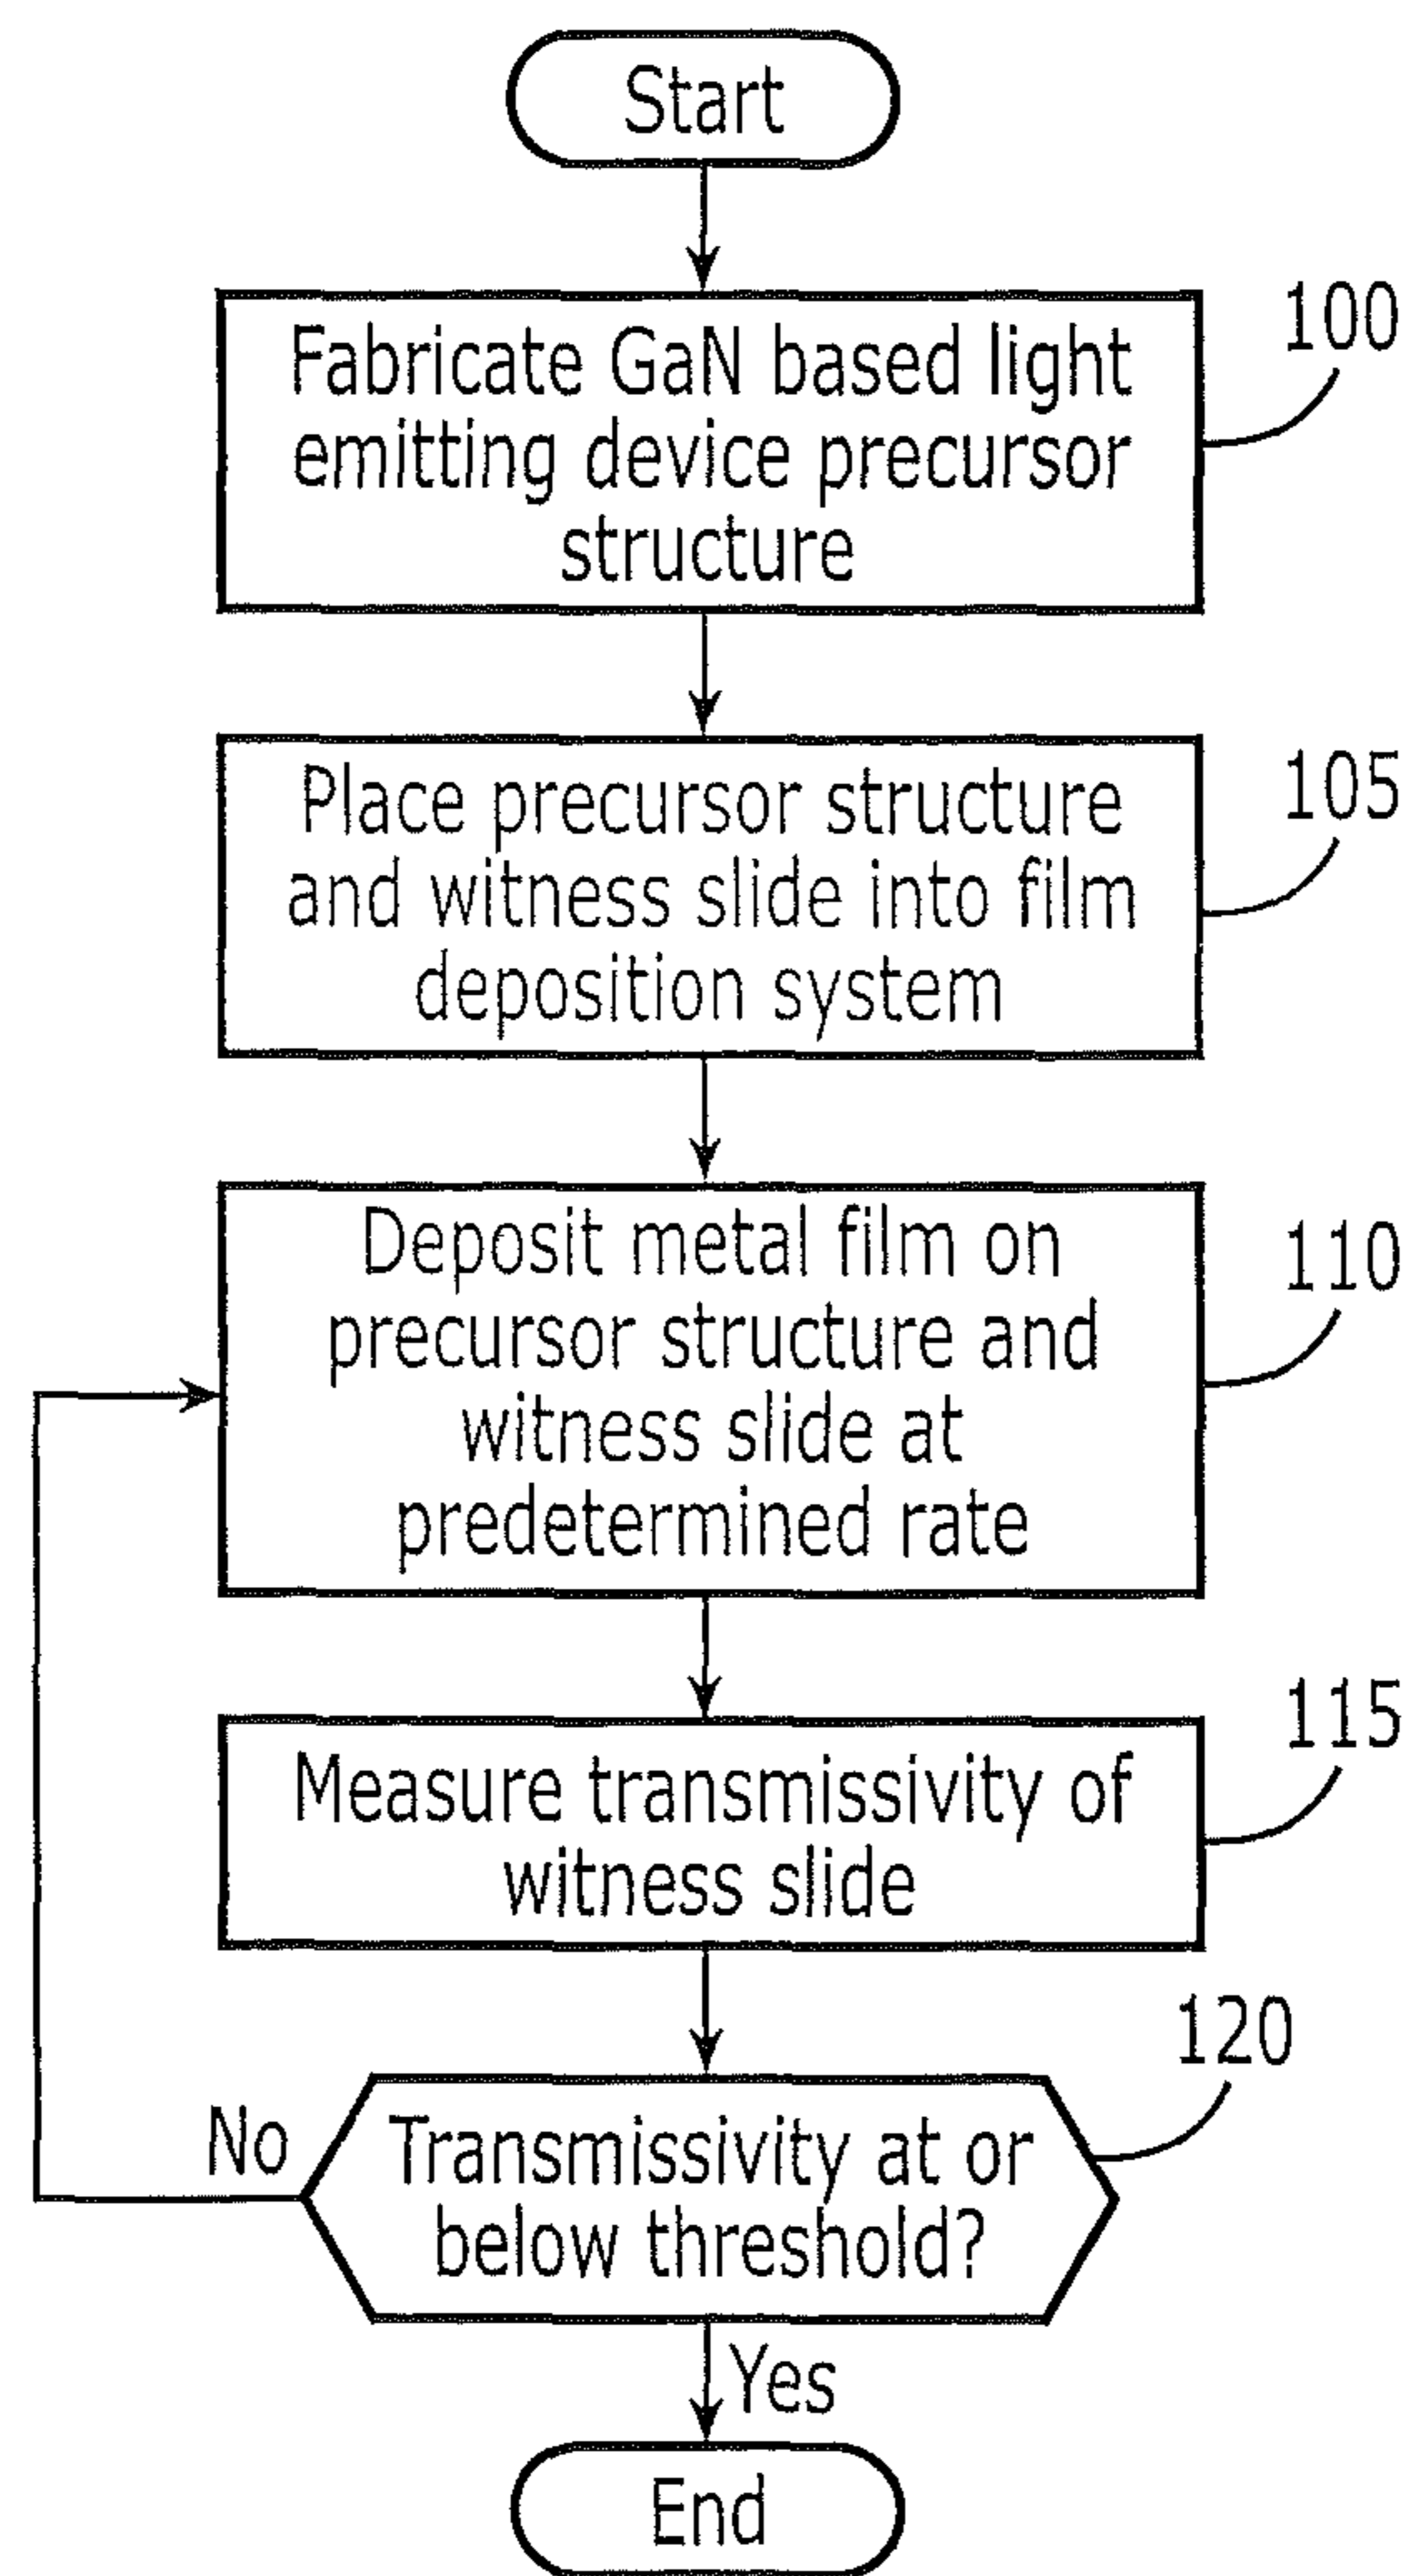 Start
100
Fabricate GaN based light
emitting device precursor
structure
105
Place precursor structure
and witness slide into film
deposition system
110
Deposit metal film on
precursor structure and
witness slide at
predetermined rate
115
Measure transmissivity of
witness slide
120
No
Transmissivity at or
below threshold?
Yes
End